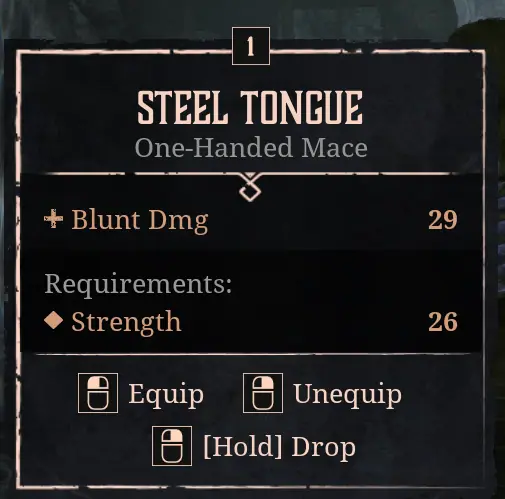 1
STEEL TONGUE
One-Handed Mace
Blunt Dmg 29
Requirements:
Strength 26
Equip Unequip
[Hold] Drop